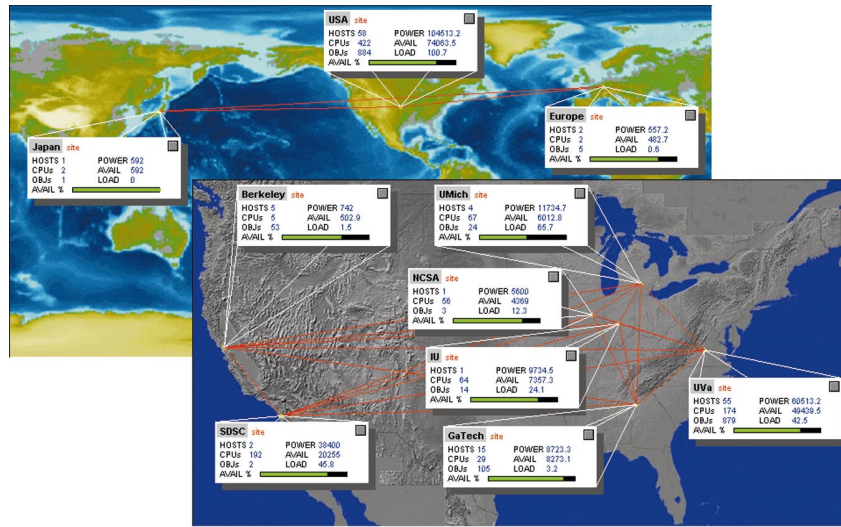 USA site
HOSTS 58 POWER 104513.2
CPUs 422 AVAIL 74063.5
OBJs 884 LOAD 100.7
AVAIL %
Europe site
HOSTS 2 POWER 557.2
CPUs 2 AVAIL 482.7
OBJs 5 LOAD 0.6
AVAIL %
Japan site
HOSTS 1 POWER 592
CPUs 2 AVAIL 592
OBJs 1 LOAD 0
AVAIL %
Berkeley site
HOSTS 5 POWER 742
CPUs 5 AVAIL 502.9
OBJs 53 LOAD 1.5
AVAIL %
UMich site
HOSTS 4 POWER 11734.7
CPUs 67 AVAIL 6012.8
OBJs 24 LOAD 65.7
AVAIL %
NCSA site
HOSTS 1 POWER 5600
CPUs 56 AVAIL 4369
OBJs 3 LOAD 12.3
AVAIL %
IU site
HOSTS 1 POWER 9734.5
CPUs 64 AVAIL 7357.3
OBJs 14 LOAD 24.1
AVAIL %
UVa site
HOSTS 55 POWER 60513.2
CPUs 174 AVAIL 49439.5
OBJs 879 LOAD 42.5
AVAIL %
SDSC site
HOSTS 2 POWER 38400
CPUs 192 AVAIL 20255
OBJs 2 LOAD 45.8
AVAIL %
GaTech site
HOSTS 15 POWER 8723.3
CPUs 29 AVAIL 8273.1
OBJs 105 LOAD 3.2
AVAIL %